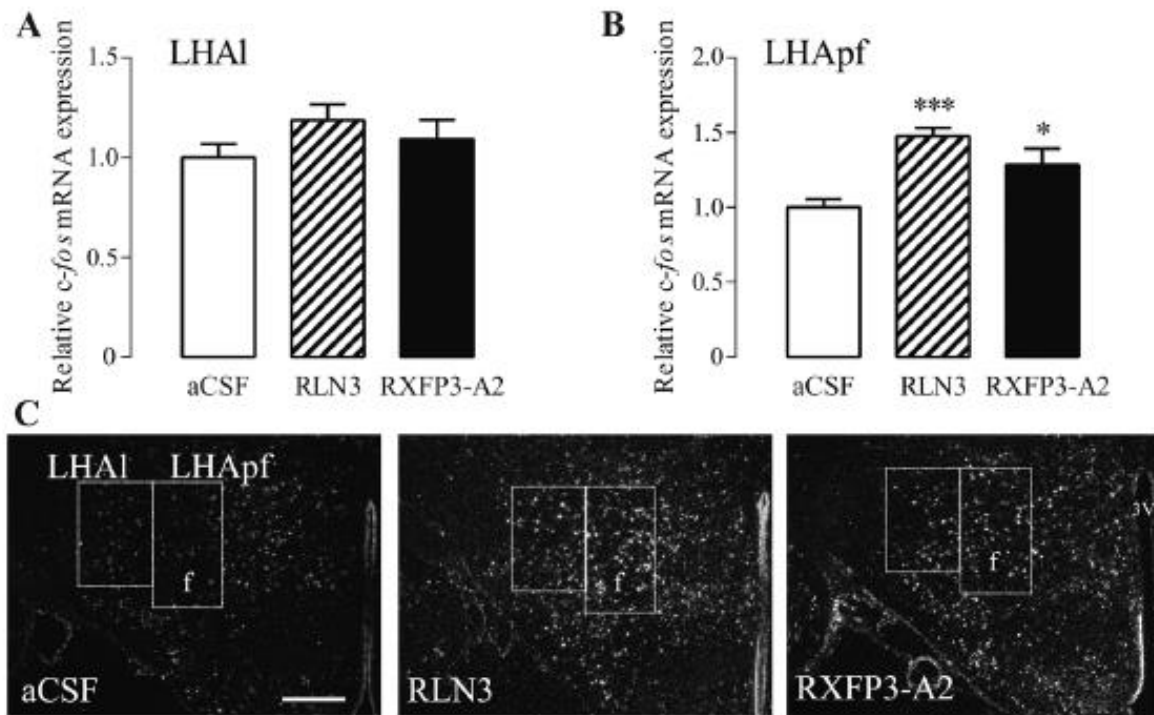 A
LHAl
Relative c-fos mRNA expression
1.5
1.0
0.5
0
aCSF RLN3 RXFP3-A2
B
LHApf
Relative c-fos mRNA expression
2.0
1.5
1.0
0.5
0
***
*
aCSF RLN3 RXFP3-A2
C
LHAl LHApf
f
aCSF
f
RLN3
3V
f
RXFP3-A2